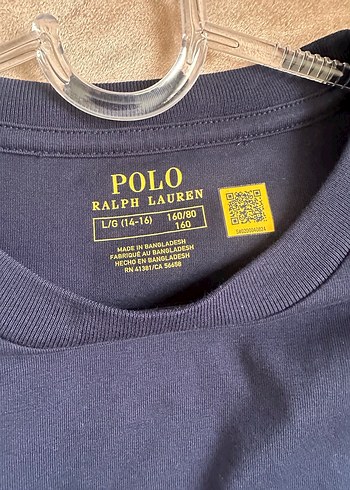 POLO
RALPH LAUREN
L/G (14-16) 160/80
160
MADE IN BANGLADESH
FABRIQUÉ AU BANGLADESH
HECHO EN BANGLADESH
RN 41381/CA 56658